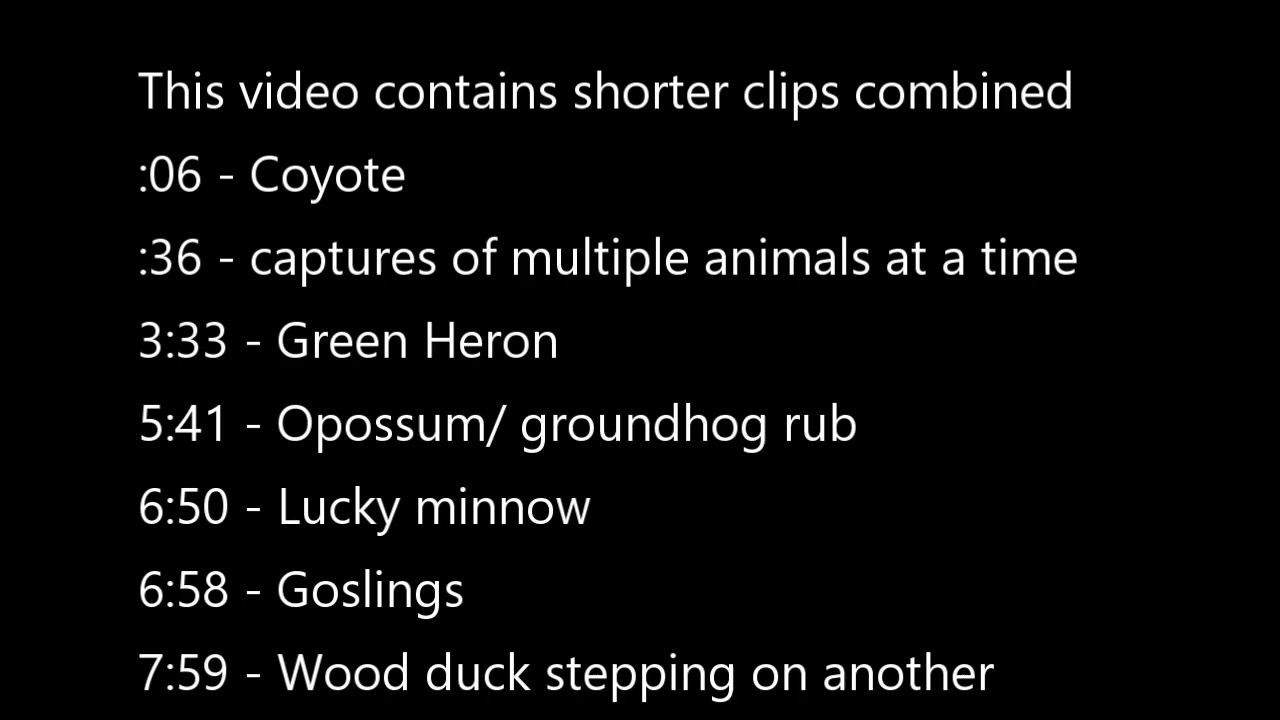 This video contains shorter clips combined
:06 - Coyote
:36 - captures of multiple animals at a time
3:33 - Green Heron
5:41 - Opossum/ groundhog rub
6:50 - Lucky minnow
6:58 - Goslings
7:59 - Wood duck stepping on another